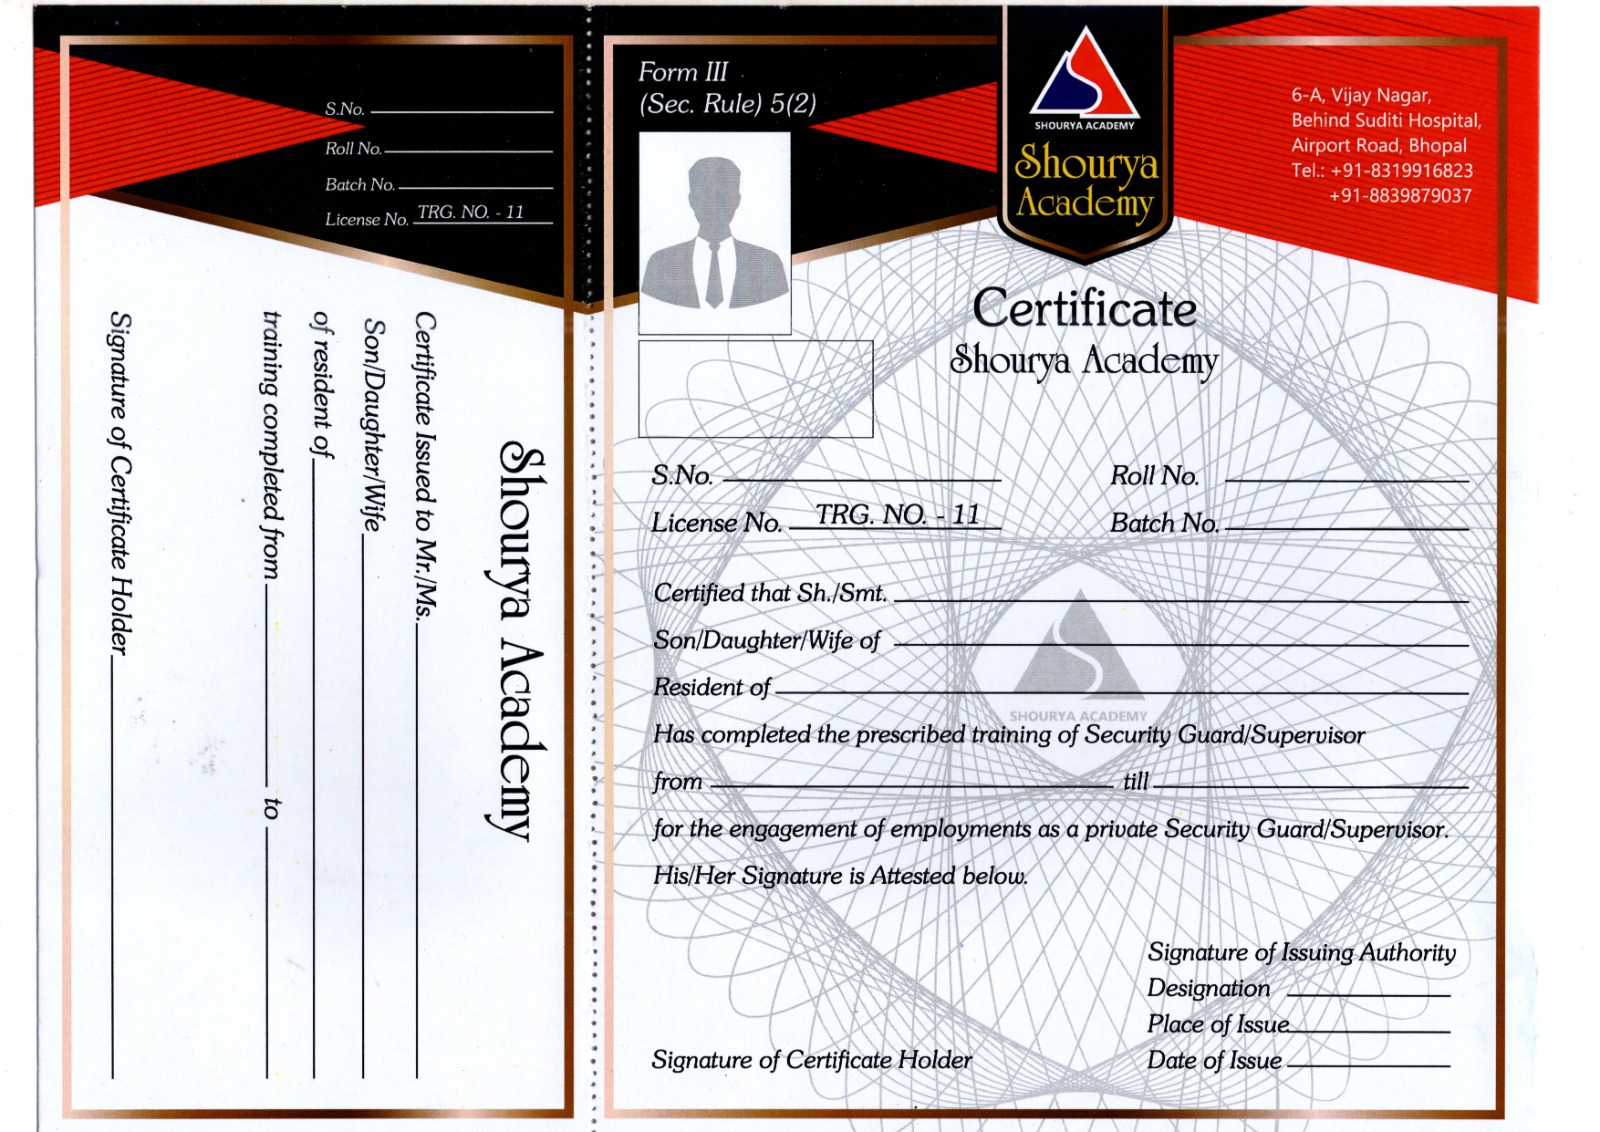 S.No.
Roll No.
Batch No.
License No. TRG. NO. - 11
Shourya Academy
Certificate Issued to Mr./Ms.
Son/Daughter/Wife
of resident of
training completed from to
Signature of Certificate Holder
Form III
(Sec. Rule) 5(2)
SHOURYA ACADEMY
Shourya
Academy
6-A, Vijay Nagar,
Behind Suditi Hospital,
Airport Road, Bhopal
Tel.: +91-8319916823
+91-8839879037
Certificate
Shourya Academy
S.No. Roll No.
License No. TRG. NO. - 11 Batch No.
Certified that Sh./Smt.
Son/Daughter/Wife of
Resident of
SHOURYA ACADEMY
Has completed the prescribed training of Security Guard/Supervisor
from till
for the engagement of employments as a private Security Guard/Supervisor.
His/Her Signature is Attested below.
Signature of Issuing Authority
Designation
Place of Issue
Signature of Certificate Holder Date of Issue